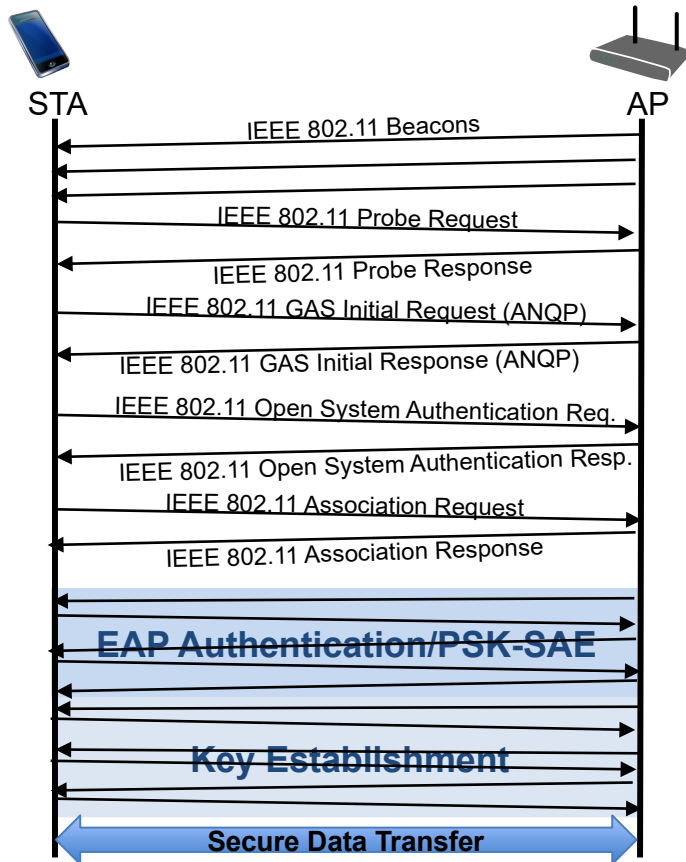 STA
AP
IEEE 802.11 Beacons
IEEE 802.11 Probe Request
IEEE 802.11 Probe Response
IEEE 802.11 GAS Initial Request (ANQP)
IEEE 802.11 GAS Initial Response (ANQP)
IEEE 802.11 Open System Authentication Req.
IEEE 802.11 Open System Authentication Resp.
IEEE 802.11 Association Request
IEEE 802.11 Association Response
EAP Authentication/PSK-SAE
Key Establishment
Secure Data Transfer